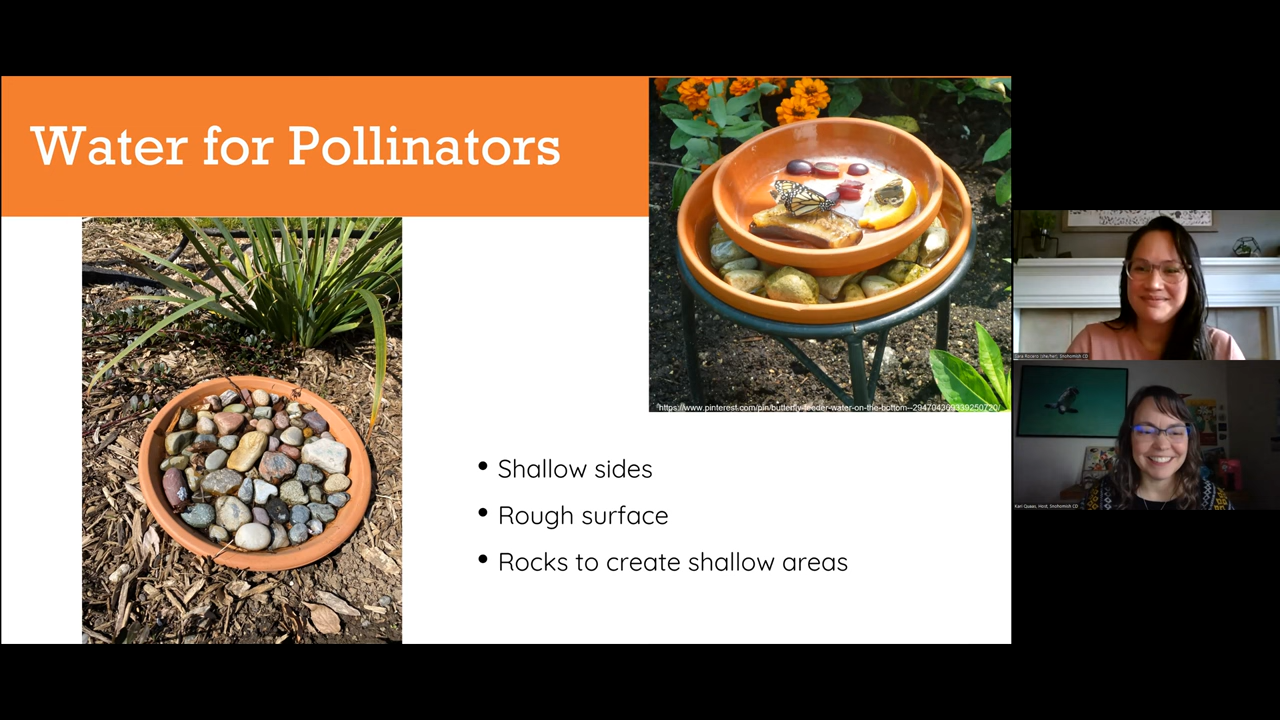 Water for Pollinators
https://www.pinterest.com/pin/butterfly-feeder-water-on-the-bottom--294704369339250720/
• Shallow sides
• Rough surface
• Rocks to create shallow areas
Kari Quaas, Host, Snohomish CD